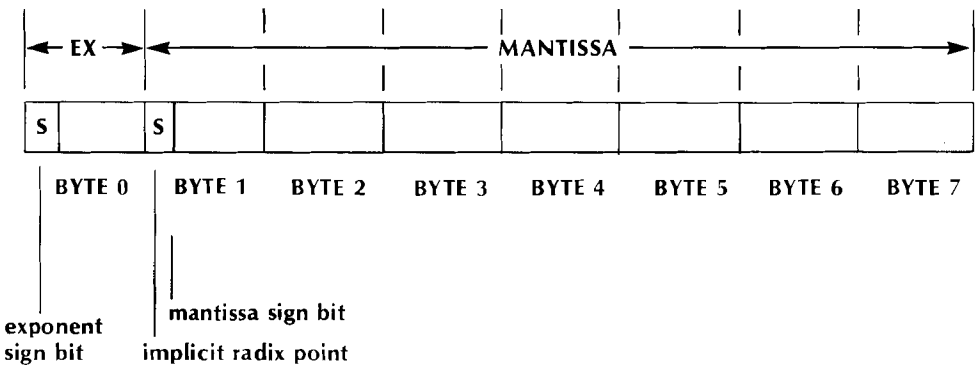 EX MANTISSA
S S
BYTE 0 BYTE 1 BYTE 2 BYTE 3 BYTE 4 BYTE 5 BYTE 6 BYTE 7
mantissa sign bit
exponent
sign bit
implicit radix point